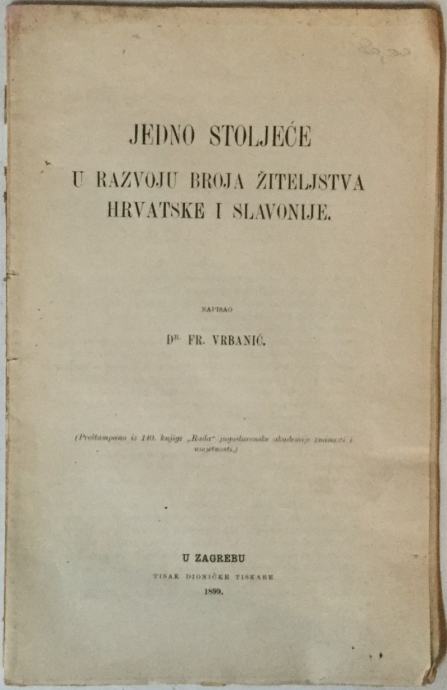 JEDNO STOLJEĆE
U RAZVOJU BROJA ŽITELJSTVA
HRVATSKE I SLAVONIJE.
NAPISAO
DR. FR. VRBANIĆ.
(Preštampano iz 140. knjige „Rada“ jugoslavenske akademije znanosti i
umjetnosti.)
U ZAGREBU
TISAK DIONIČKE TISKARE
1899.